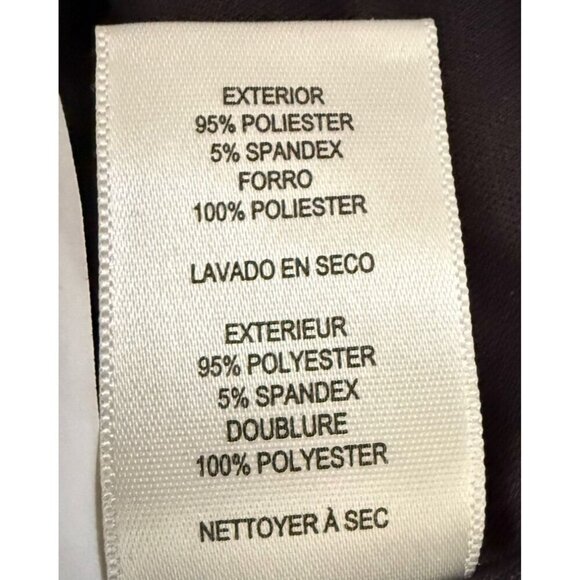 EXTERIOR
95% POLIESTER
5% SPANDEX
FORRO
100% POLIESTER
LAVADO EN SECO
EXTERIEUR
95% POLYESTER
5% SPANDEX
DOUBLURE
100% POLYESTER
NETTOYER À SEC